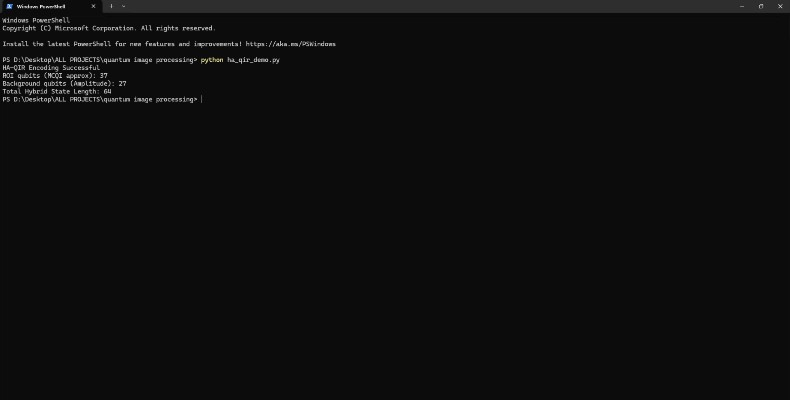 Windows PowerShell
Windows PowerShell
Copyright (C) Microsoft Corporation. All rights reserved.
Install the latest PowerShell for new features and improvements! https://aka.ms/PSWindows
PS D:\Desktop\ALL PROJECTS\quantum image processing> python ha_qir_demo.py
HA-QIR Encoding Successful
ROI qubits (MCQI approx): 37
Background qubits (Amplitude): 27
Total Hybrid State Length: 64
PS D:\Desktop\ALL PROJECTS\quantum image processing>